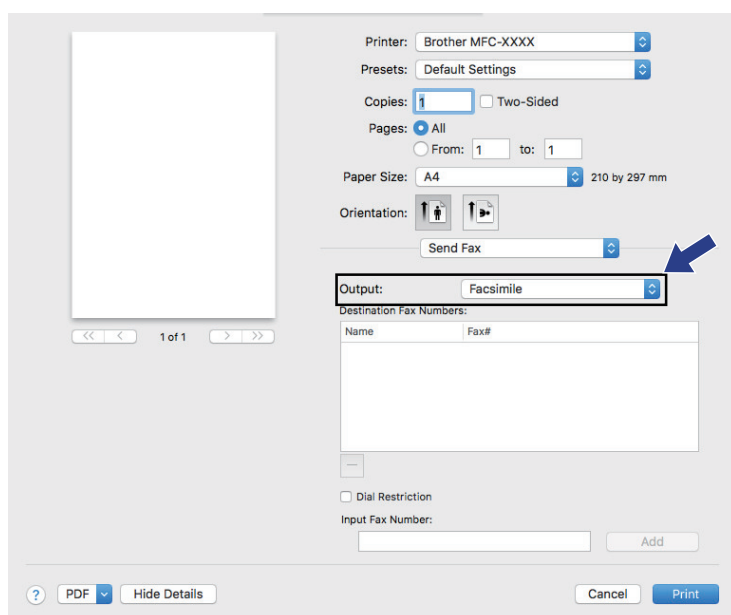 Printer: Brother MFC-XXXX
Presets: Default Settings
Copies: 1 Two-Sided
Pages: All
From: 1 to: 1
Paper Size: A4 210 by 297 mm
Orientation:
Send Fax
Output: Facsimile
Destination Fax Numbers:
Name Fax#
<< < 1 of 1 > >>
Dial Restriction
Input Fax Number:
Add
? PDF Hide Details Cancel Print